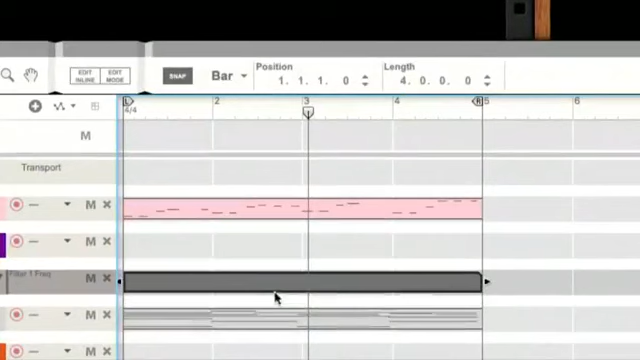 EDIT INLINE
EDIT MODE
SNAP
Bar
Position
1. 1. 1. 0
Length
4. 0. 0. 0
L 2 3 4 R 5 6
4/4
M
Transport
M
M
Filter 1 Freq
M
M
M